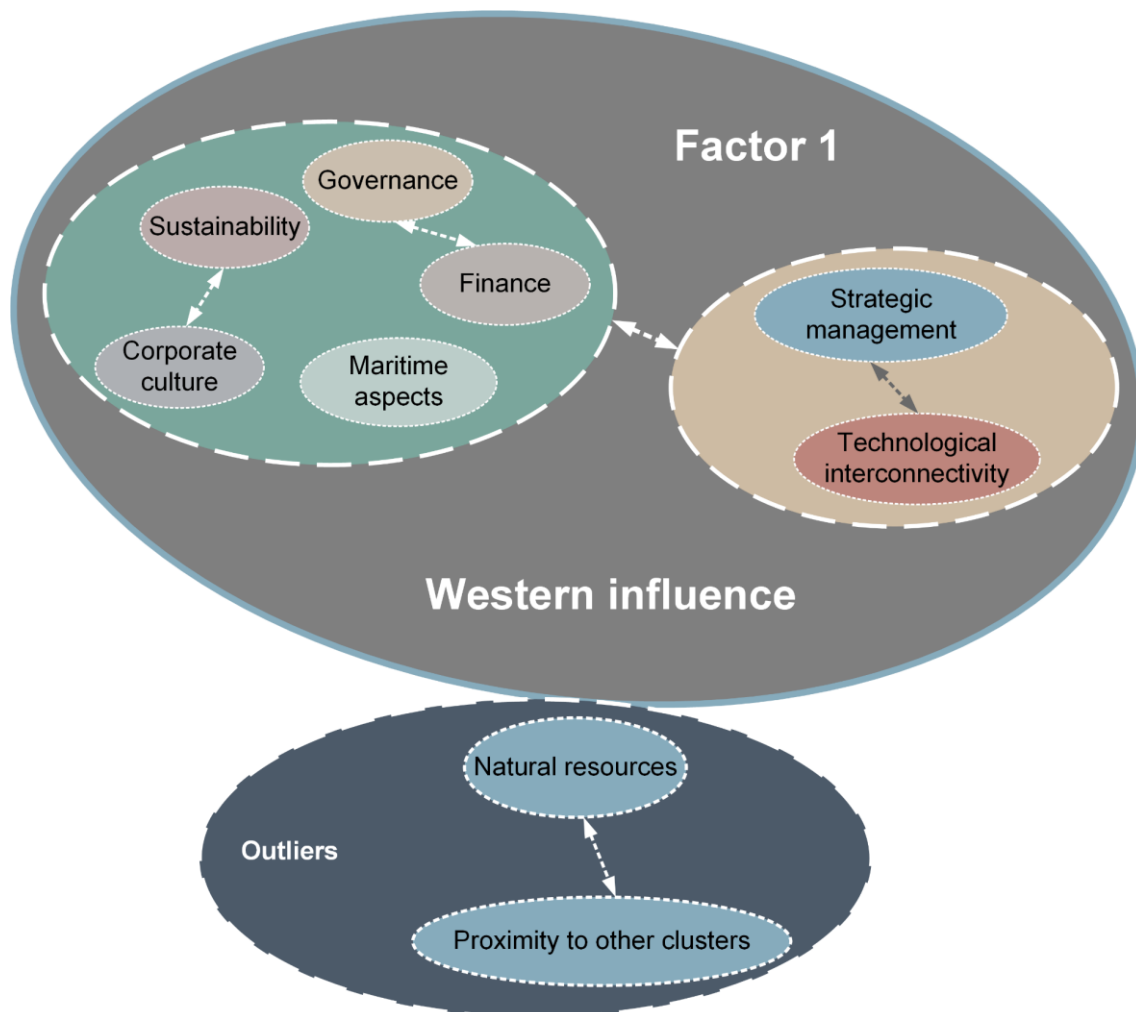 Factor 1
Governance
Sustainability
Finance
Corporate
culture
Maritime
aspects
Strategic
management
Technological
interconnectivity
Western influence
Natural resources
Outliers
Proximity to other clusters